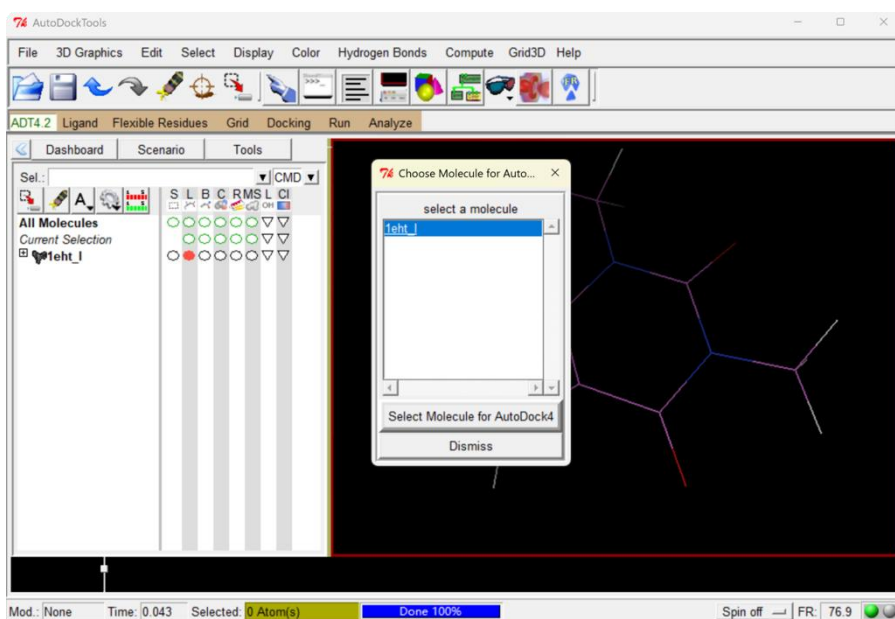 AutoDockTools
File 3D Graphics Edit Select Display Color Hydrogen Bonds Compute Grid3D Help
ADT4.2 Ligand Flexible Residues Grid Docking Run Analyze
Dashboard Scenario Tools
Sel.: CMD
S L B C R MS L Cl
All Molecules
Current Selection
1eht_l
Choose Molecule for Auto...
select a molecule
1eht_l
Select Molecule for AutoDock4
Dismiss
Mod.: None Time: 0.043 Selected: 0 Atom(s) Done 100% Spin off FR: 76.9